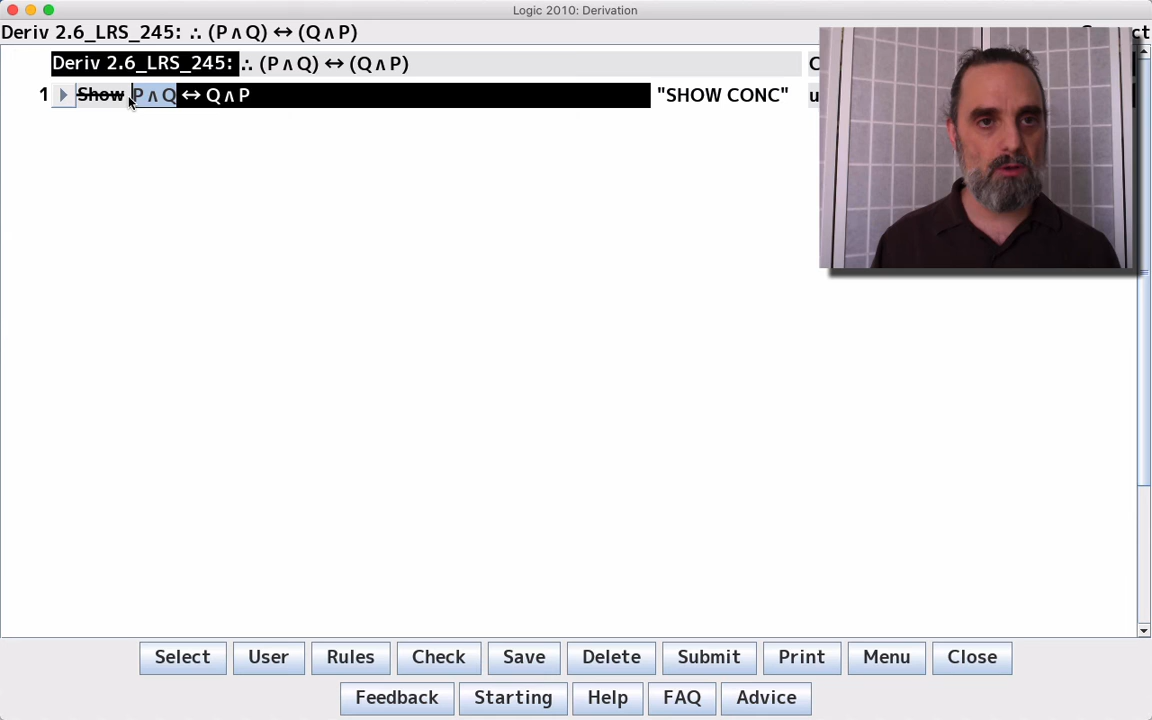 Logic 2010: Derivation
Deriv 2.6_LRS_245: ∴ (P∧Q) ↔ (Q∧P)
Deriv 2.6_LRS_245: ∴ (P∧Q) ↔ (Q∧P)
1 Show P∧Q ↔ Q∧P "SHOW CONC"
Select User Rules Check Save Delete Submit Print Menu Close
Feedback Starting Help FAQ Advice